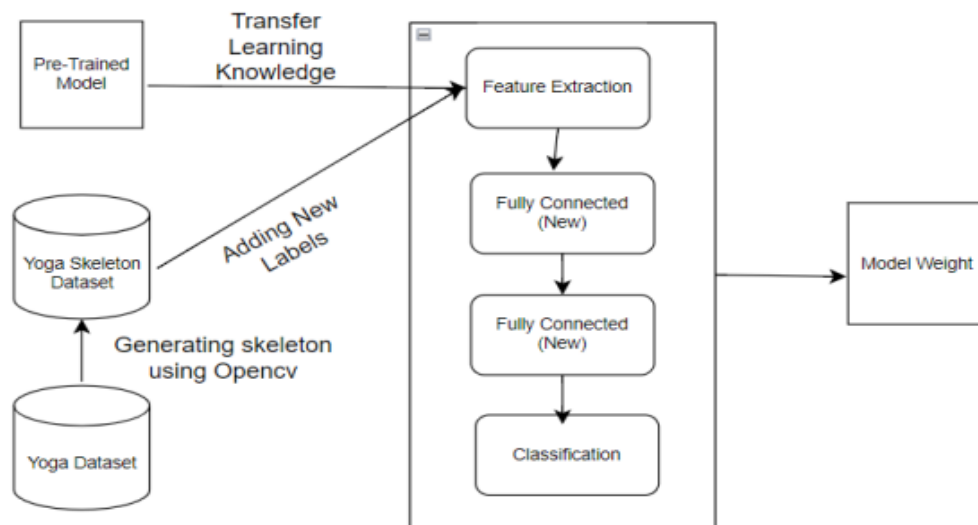 Transfer
Learning
Knowledge
Pre-Trained
Model
Feature Extraction
Fully Connected
(New)
Adding New
Labels
Yoga Skeleton
Dataset
Model Weight
Generating skeleton
using Opencv
Fully Connected
(New)
Yoga Dataset
Classification